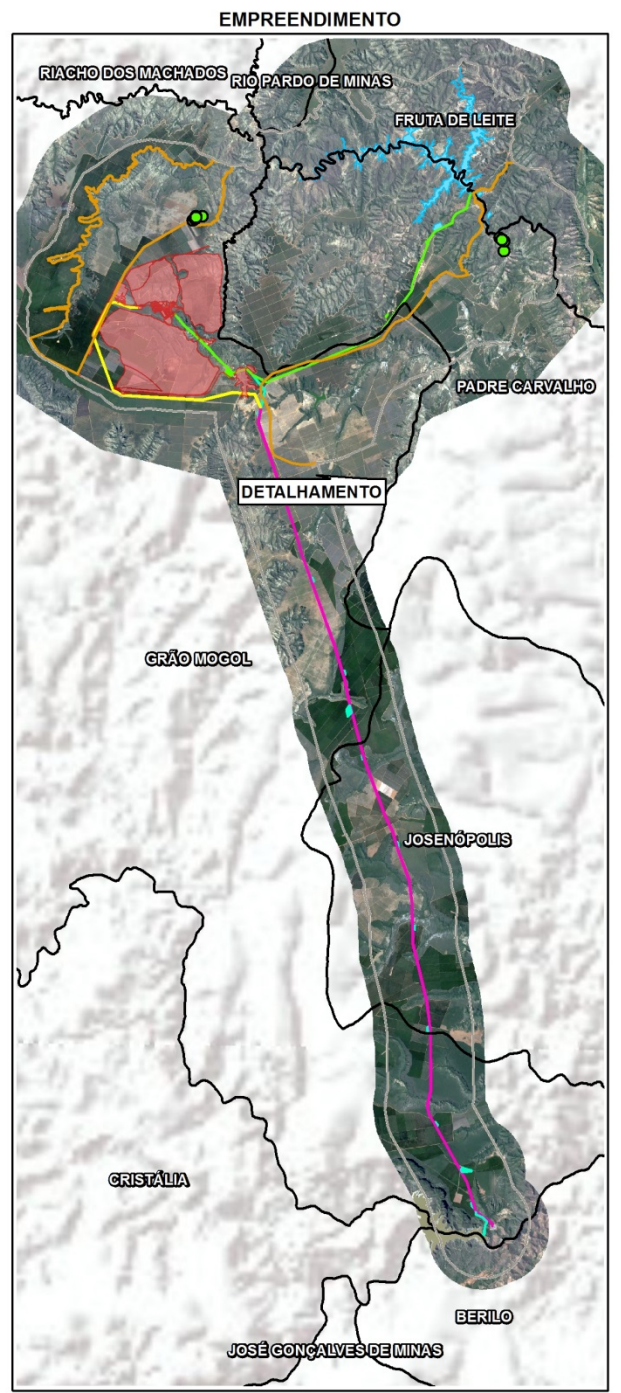 EMPREENDIMENTO
RIACHO DOS MACHADOS
RIO PARDO DE MINAS
FRUTA DE LEITE
PADRE CARVALHO
DETALHAMENTO
GRÃO MOGOL
JOSENÓPOLIS
CRISTÁLIA
BERILO
JOSÉ GONÇALVES DE MINAS